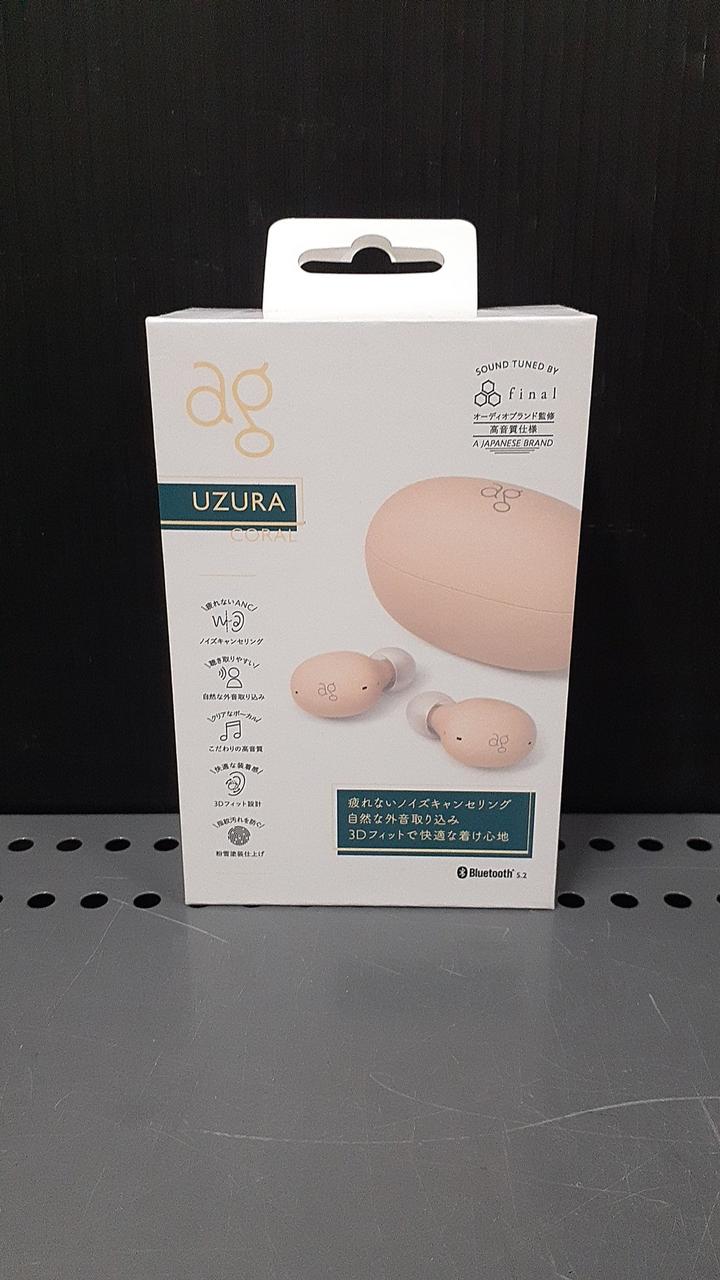 ag
SOUND TUNED BY
final
オーディオブランド監修
高音質仕様
A JAPANESE BRAND
UZURA
CORAL
ag
\疲れないANC/
ノイズキャンセリング
\聴き取りやすい/
自然な外音取り込み
\クリアなボーカル/
こだわりの高音質
\快適な装着感/
3Dフィット設計
\指紋汚れを防ぐ/
粉雪塗装仕上げ
ag
ag
疲れないノイズキャンセリング
自然な外音取り込み
3Dフィットで快適な着け心地
Bluetooth® 5.2